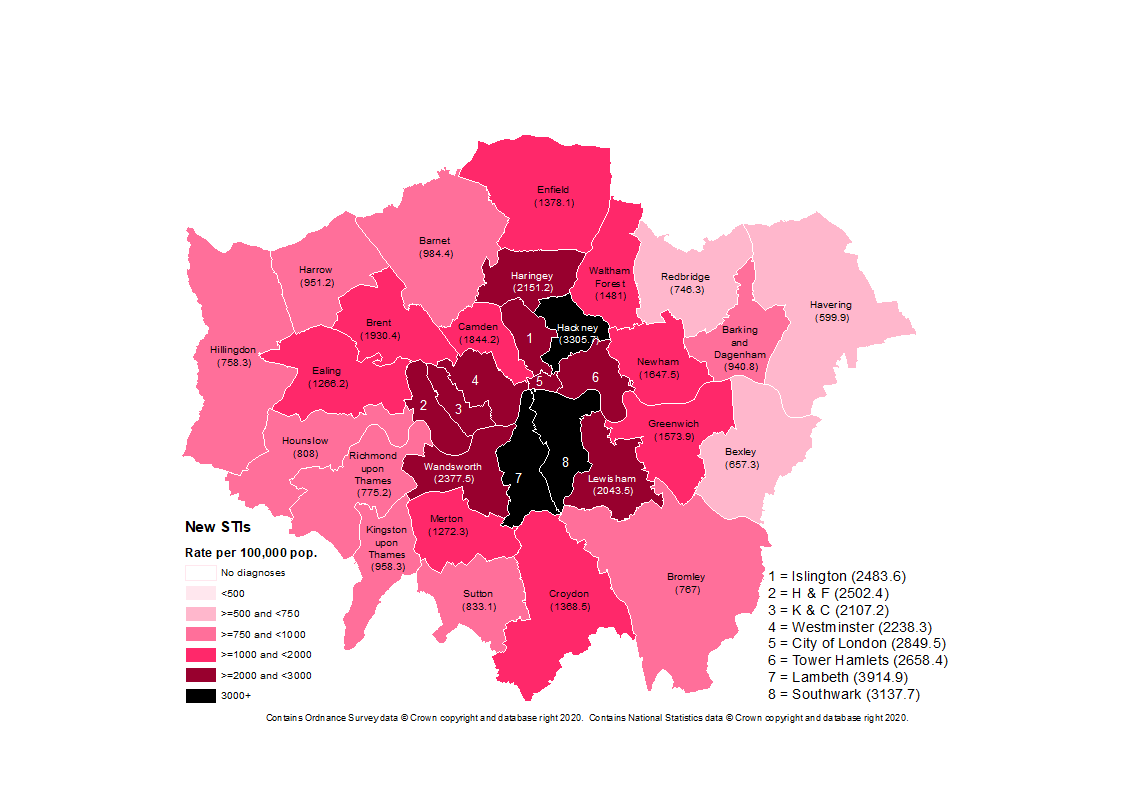 Enfield
(1378.1)
Barnet
(984.4)
Harrow
(951.2)
Haringey
(2151.2)
Waltham
Forest
(1481)
Redbridge
(746.3)
Havering
(599.9)
Hillingdon
(758.3)
Brent
(1930.4)
Camden
(1844.2)
1
Hackney
(3305.7)
Barking
and
Dagenham
(940.8)
Ealing
(1266.2)
Newham
(1647.5)
2
3
4
5
6
Hounslow
(808)
Richmond
upon
Thames
(775.2)
Wandsworth
(2377.5)
7
8
Greenwich
(1573.9)
Lewisham
(2043.5)
Bexley
(657.3)
Merton
(1272.3)
Kingston
upon
Thames
(958.3)
Sutton
(833.1)
Croydon
(1368.5)
Bromley
(767)
New STIs
Rate per 100,000 pop.
No diagnoses
<500
>=500 and <750
>=750 and <1000
>=1000 and <2000
>=2000 and <3000
3000+
1 = Islington (2483.6)
2 = H & F (2502.4)
3 = K & C (2107.2)
4 = Westminster (2238.3)
5 = City of London (2849.5)
6 = Tower Hamlets (2658.4)
7 = Lambeth (3914.9)
8 = Southwark (3137.7)
Contains Ordnance Survey data © Crown copyright and database right 2020. Contains National Statistics data © Crown copyright and database right 2020.